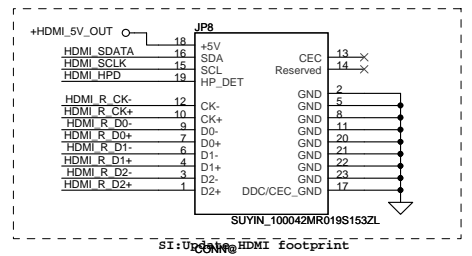 JP8
+HDMI_5V_OUT 18 +5V
HDMI_SDATA 16 SDA CEC 13
HDMI_SCLK 15 SCL Reserved 14
HDMI_HPD 19 HP_DET
GND 2
HDMI_R_CK- 12 CK- GND 5
HDMI_R_CK+ 10 CK+ GND 8
HDMI_R_D0- 9 D0- GND 11
HDMI_R_D0+ 7 D0+ GND 20
HDMI_R_D1- 6 D1- GND 21
HDMI_R_D1+ 4 D1+ GND 22
HDMI_R_D2- 3 D2- GND 23
HDMI_R_D2+ 1 D2+ DDC/CEC_GND 17
SUYIN_100042MR019S153ZL
SI:Update HDMI footprint
CONN@